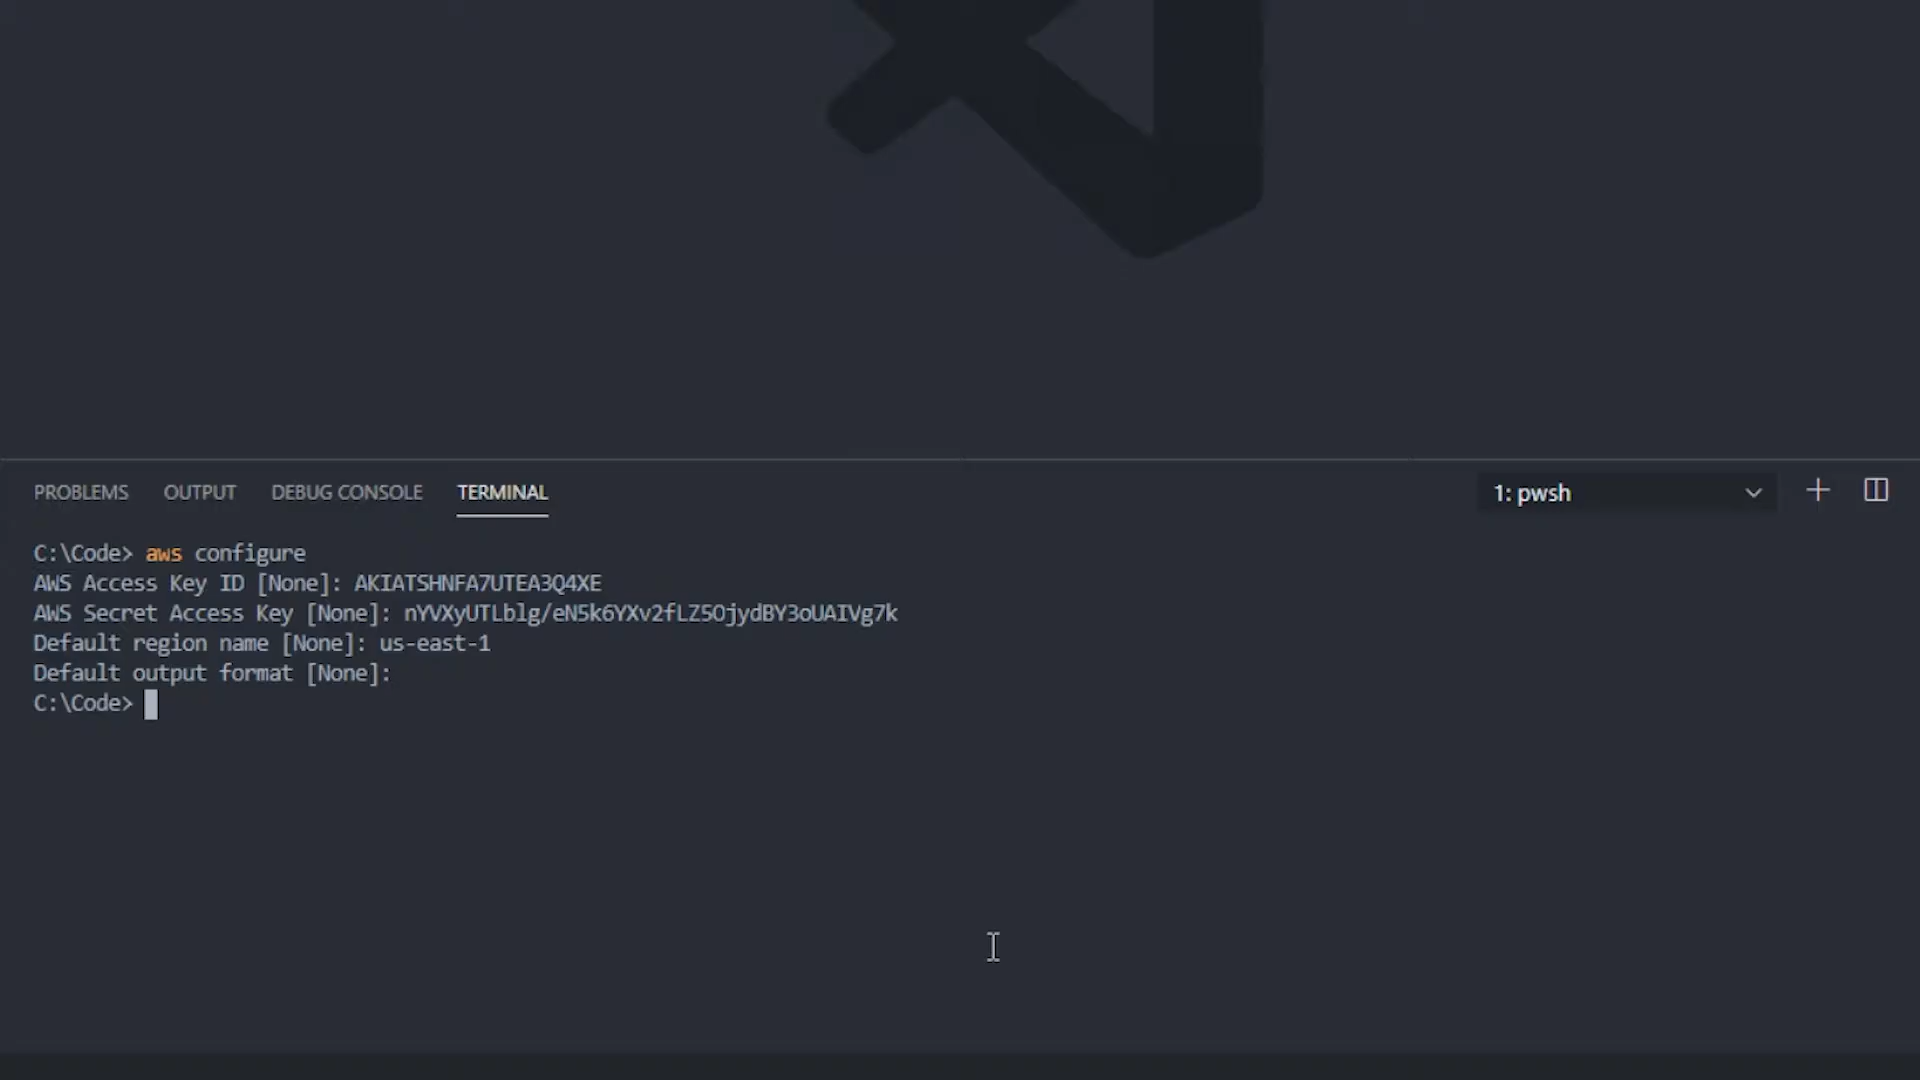 PROBLEMS OUTPUT DEBUG CONSOLE TERMINAL 1: pwsh
C:\Code> aws configure
AWS Access Key ID [None]: AKIATSHNFA7UTEA3Q4XE
AWS Secret Access Key [None]: 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
Default region name [None]: us-east-1
Default output format [None]:
C:\Code>